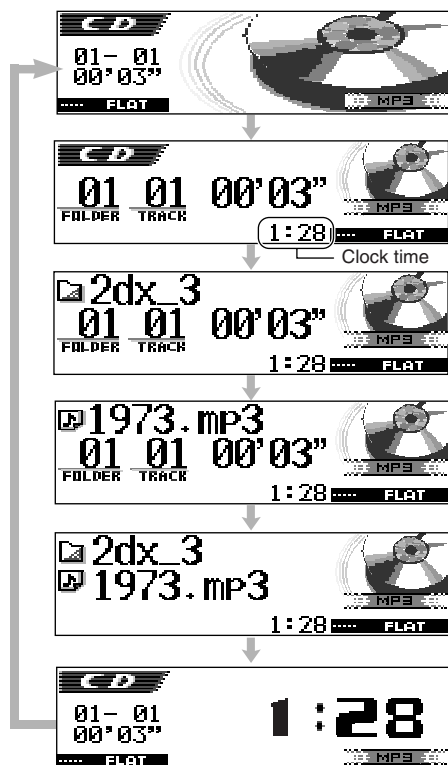 CD
01- 01
00'03"
FLAT
MP3
CD
01 01 00'03"
FOLDER TRACK
MP3
1:28 FLAT
Clock time
2dx_3
01 01 00'03"
FOLDER TRACK
MP3
1:28 FLAT
1973.mp3
01 01 00'03"
FOLDER TRACK
MP3
1:28 FLAT
2dx_3
1973.mp3
MP3
1:28 FLAT
CD
01- 01
00'03"
1:28
FLAT
MP3